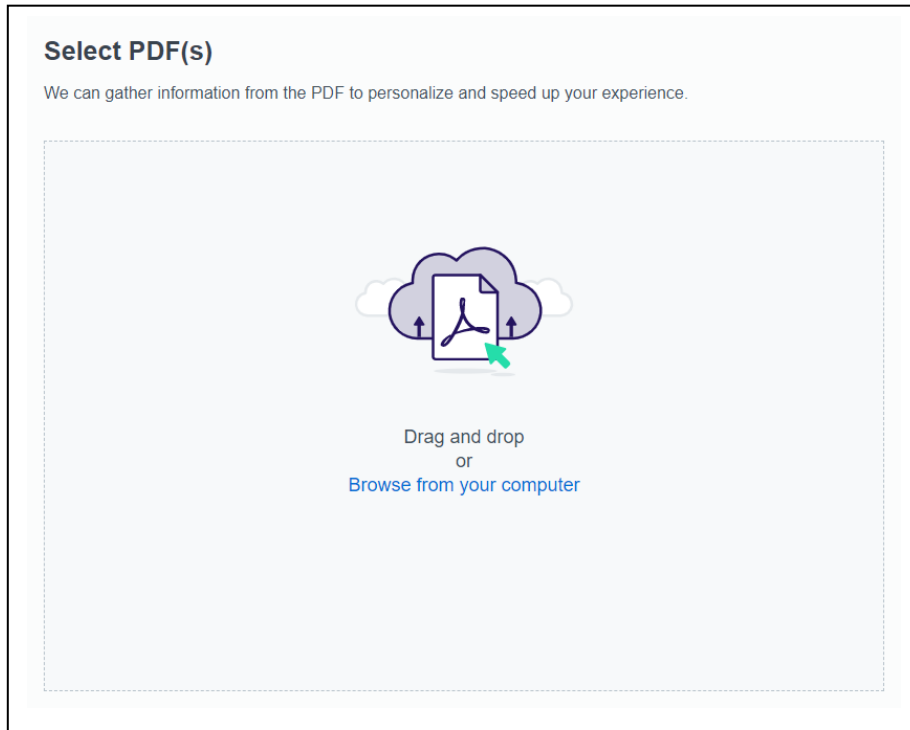 Select PDF(s)
We can gather information from the PDF to personalize and speed up your experience.
Drag and drop
or
Browse from your computer